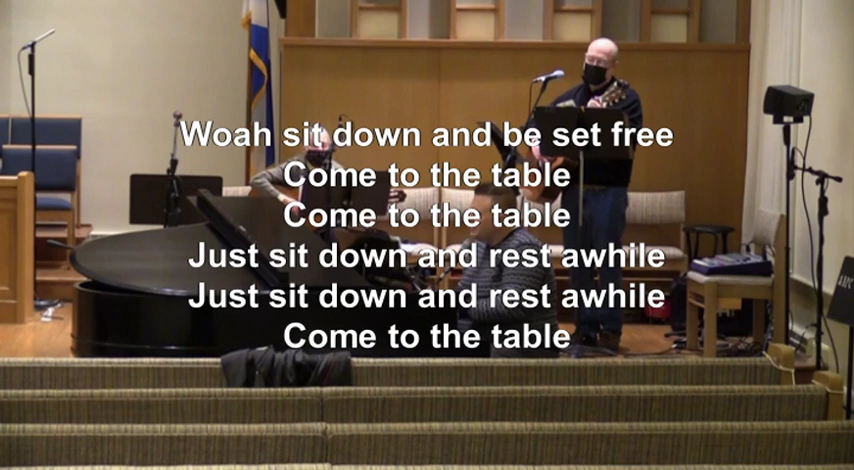 Woah sit down and be set free
Come to the table
Come to the table
Just sit down and rest awhile
Just sit down and rest awhile
Come to the table